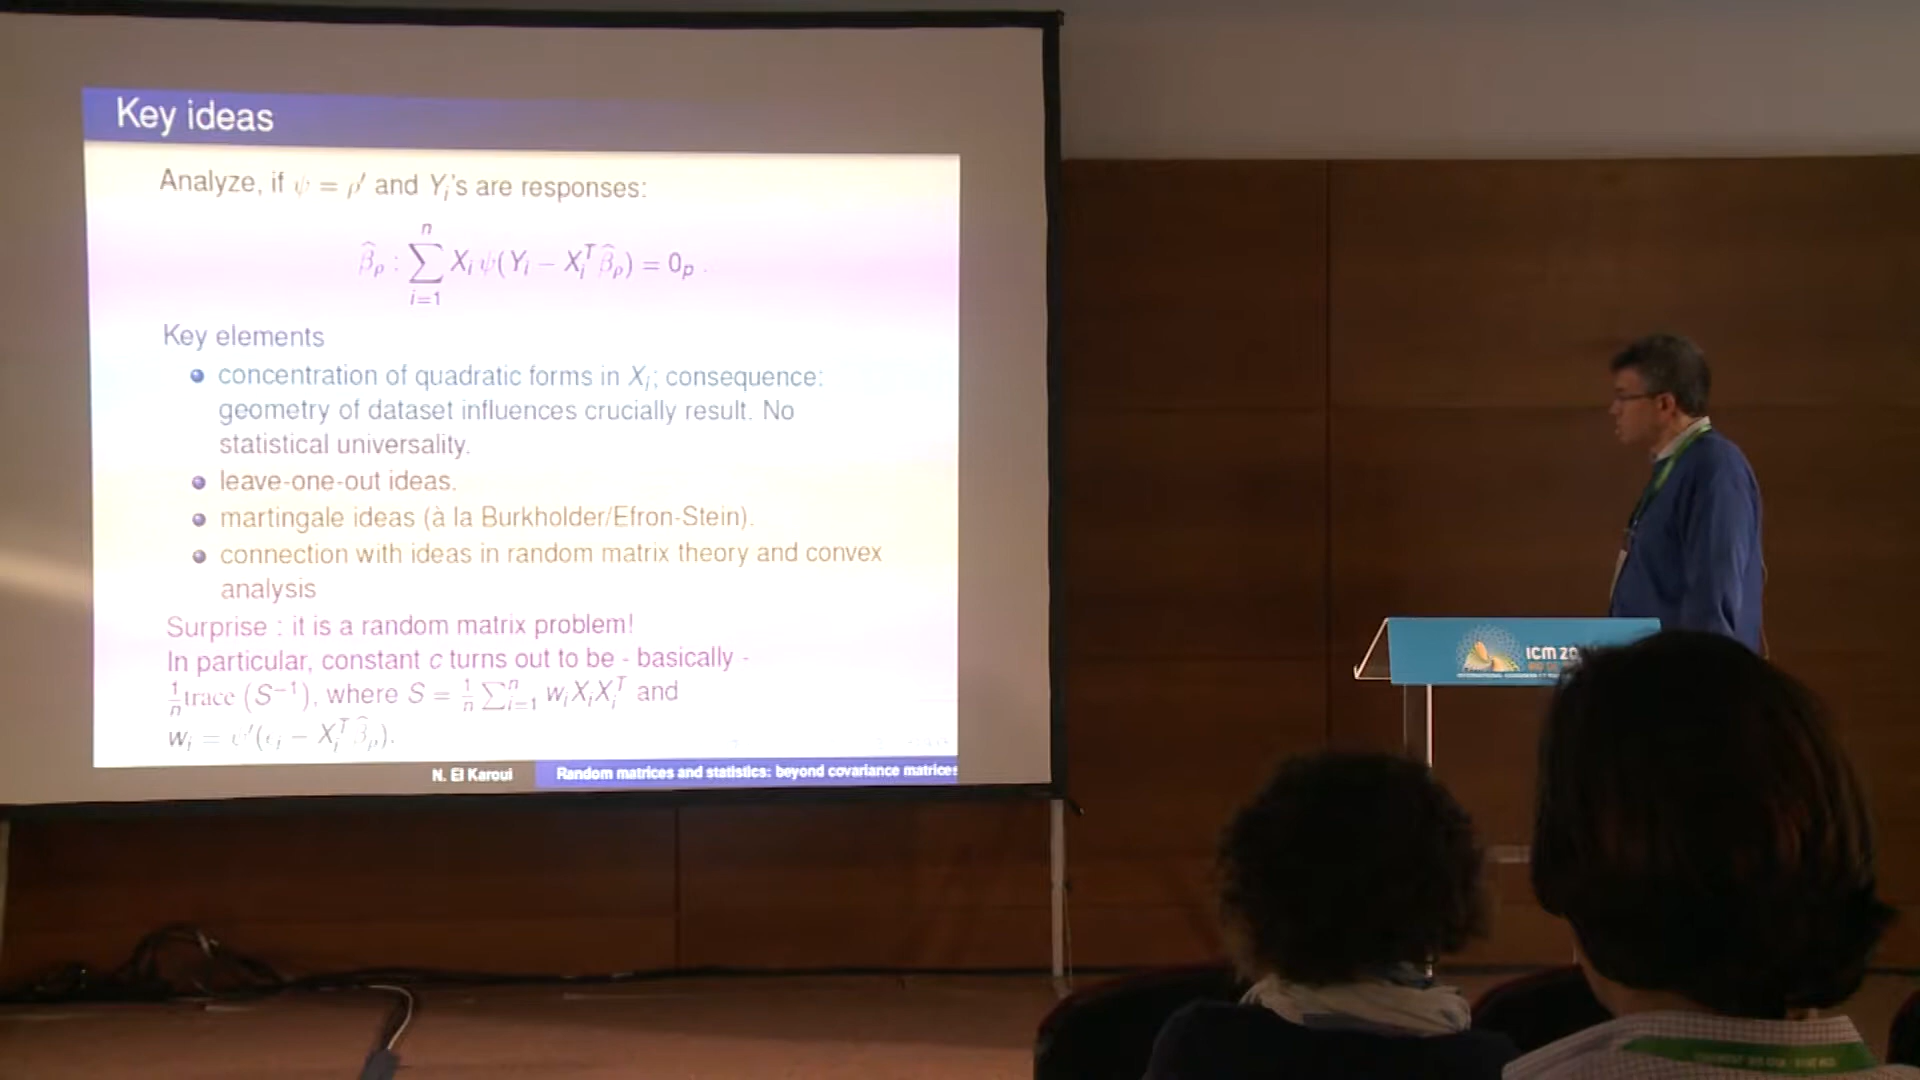 Key ideas
Analyze, if ψ = ρ′ and Yᵢ's are responses:
β̂ᵨ : ∑ᵢ₌₁ⁿ Xᵢ ψ(Yᵢ − Xᵢᵀ β̂ᵨ) = 0ₚ .
Key elements
concentration of quadratic forms in Xᵢ; consequence:
geometry of dataset influences crucially result. No
statistical universality.
leave-one-out ideas.
martingale ideas (à la Burkholder/Efron-Stein).
connection with ideas in random matrix theory and convex
analysis
Surprise : it is a random matrix problem!
In particular, constant c turns out to be - basically -
1/n trace (S⁻¹), where S = 1/n ∑ᵢ₌₁ⁿ wᵢXᵢXᵢᵀ and
wᵢ = ψ′(ϵᵢ − Xᵢᵀβ̂ᵨ).
N. El Karoui Random matrices and statistics: beyond covariance matrices
ICM 20